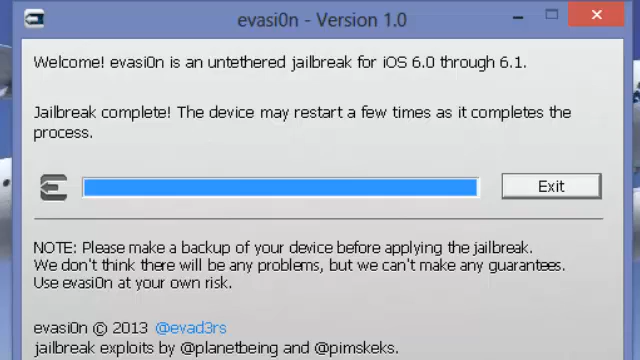 evasi0n - Version 1.0
Welcome! evasi0n is an untethered jailbreak for iOS 6.0 through 6.1.
Jailbreak complete! The device may restart a few times as it completes the
process.
Exit
NOTE: Please make a backup of your device before applying the jailbreak.
We don't think there will be any problems, but we can't make any guarantees.
Use evasi0n at your own risk.
evasi0n © 2013 @evad3rs
jailbreak exploits by @planetbeing and @pimskeks.